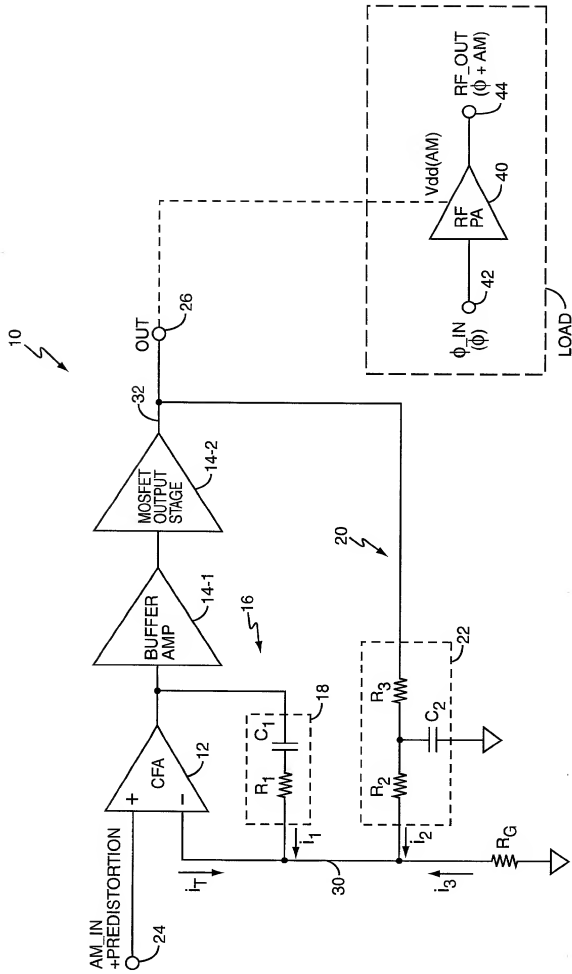 10
AM_IN
+PREDISTORTION
24
+
−
CFA
12
BUFFER
AMP
14-1
MOSFET
OUTPUT
STAGE
14-2
32
OUT
26
16
18
R1
C1
i1
iT
30
20
22
R2
R3
C2
i2
i3
RG
Vdd(AM)
RF
PA
40
ϕ_IN
(ϕ)
42
RF_OUT
(ϕ + AM)
44
LOAD